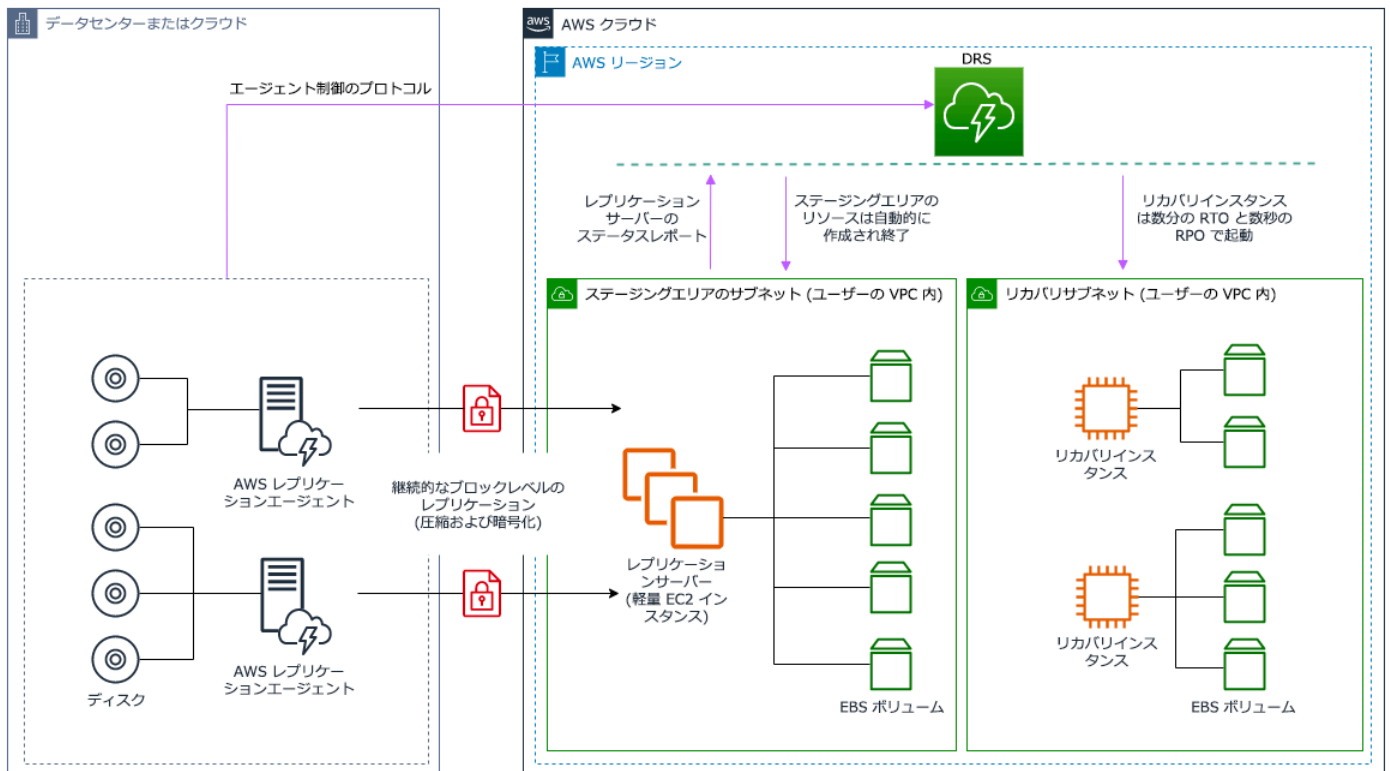 データセンターまたはクラウド
aws
AWS クラウド
AWS リージョン
DRS
エージェント制御のプロトコル
レプリケーション
サーバーの
ステータスレポート
ステージングエリアの
リソースは自動的に
作成され終了
リカバリインスタンス
は数分の RTO と数秒の
RPO で起動
ステージングエリアのサブネット (ユーザーの VPC 内)
リカバリサブネット (ユーザーの VPC 内)
AWS レプリケー
ションエージェント
継続的なブロックレベルの
レプリケーション
(圧縮および暗号化)
AWS レプリケー
ションエージェント
ディスク
レプリケーショ
ンサーバー
(軽量 EC2 イン
スタンス)
EBS ボリューム
リカバリインス
タンス
リカバリインス
タンス
EBS ボリューム